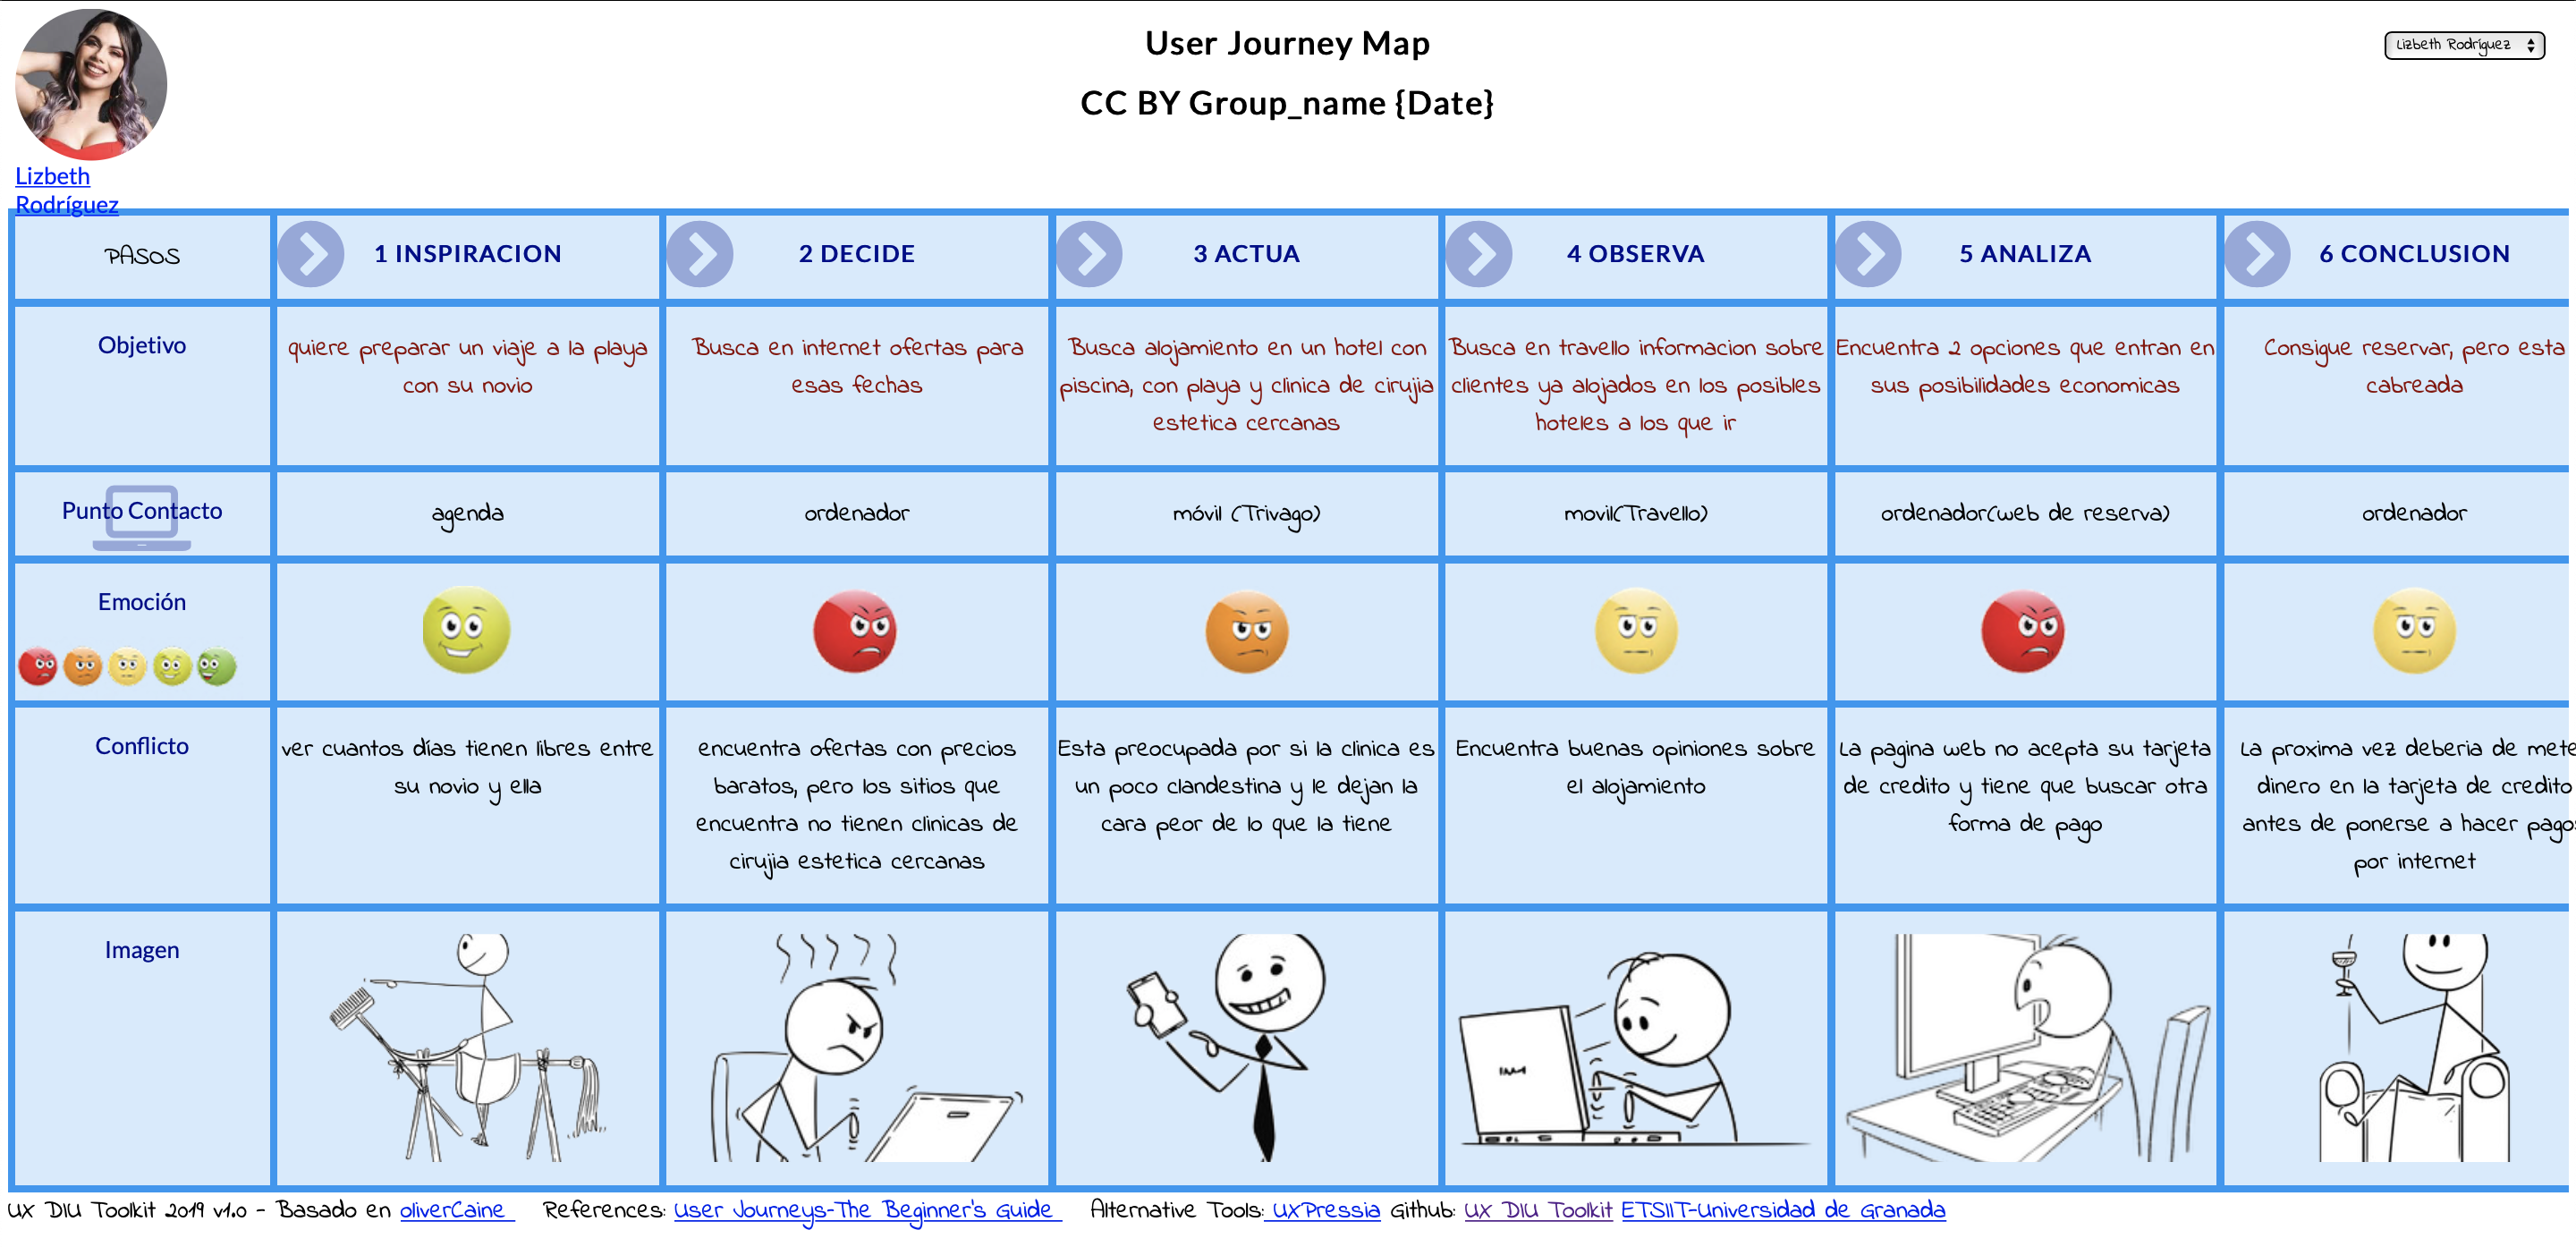 User Journey Map
CC BY Group_name {Date}
Lizbeth Rodríguez
Lizbeth
Rodríguez
PASOS
1 INSPIRACION
2 DECIDE
3 ACTUA
4 OBSERVA
5 ANALIZA
6 CONCLUSION
Objetivo
quiere preparar un viaje a la playa
con su novio
Busca en internet ofertas para
esas fechas
Busca alojamiento en un hotel con
piscina, con playa y clinica de cirujia
estetica cercanas
Busca en travello informacion sobre
clientes ya alojados en los posibles
hoteles a los que ir
Encuentra 2 opciones que entran en
sus posibilidades economicas
Consigue reservar, pero esta
cabreada
Punto Contacto
agenda
ordenador
móvil (Trivago)
movil(Travello)
ordenador(web de reserva)
ordenador
Emoción
Conflicto
ver cuantos días tienen libres entre
su novio y ella
encuentra ofertas con precios
baratos, pero los sitios que
encuentra no tienen clinicas de
cirujia estetica cercanas
Esta preocupada por si la clinica es
un poco clandestina y le dejan la
cara peor de lo que la tiene
Encuentra buenas opiniones sobre
el alojamiento
La pagina web no acepta su tarjeta
de credito y tiene que buscar otra
forma de pago
La proxima vez deberia de mete
dinero en la tarjeta de credito
antes de ponerse a hacer pago
por internet
Imagen
UX DIU Toolkit 2019 v1.0 - Basado en oliverCaine References: User Journeys-The Beginner's Guide Alternative Tools: UXPressia Github: UX DIU Toolkit ETSIIT-Universidad de Granada